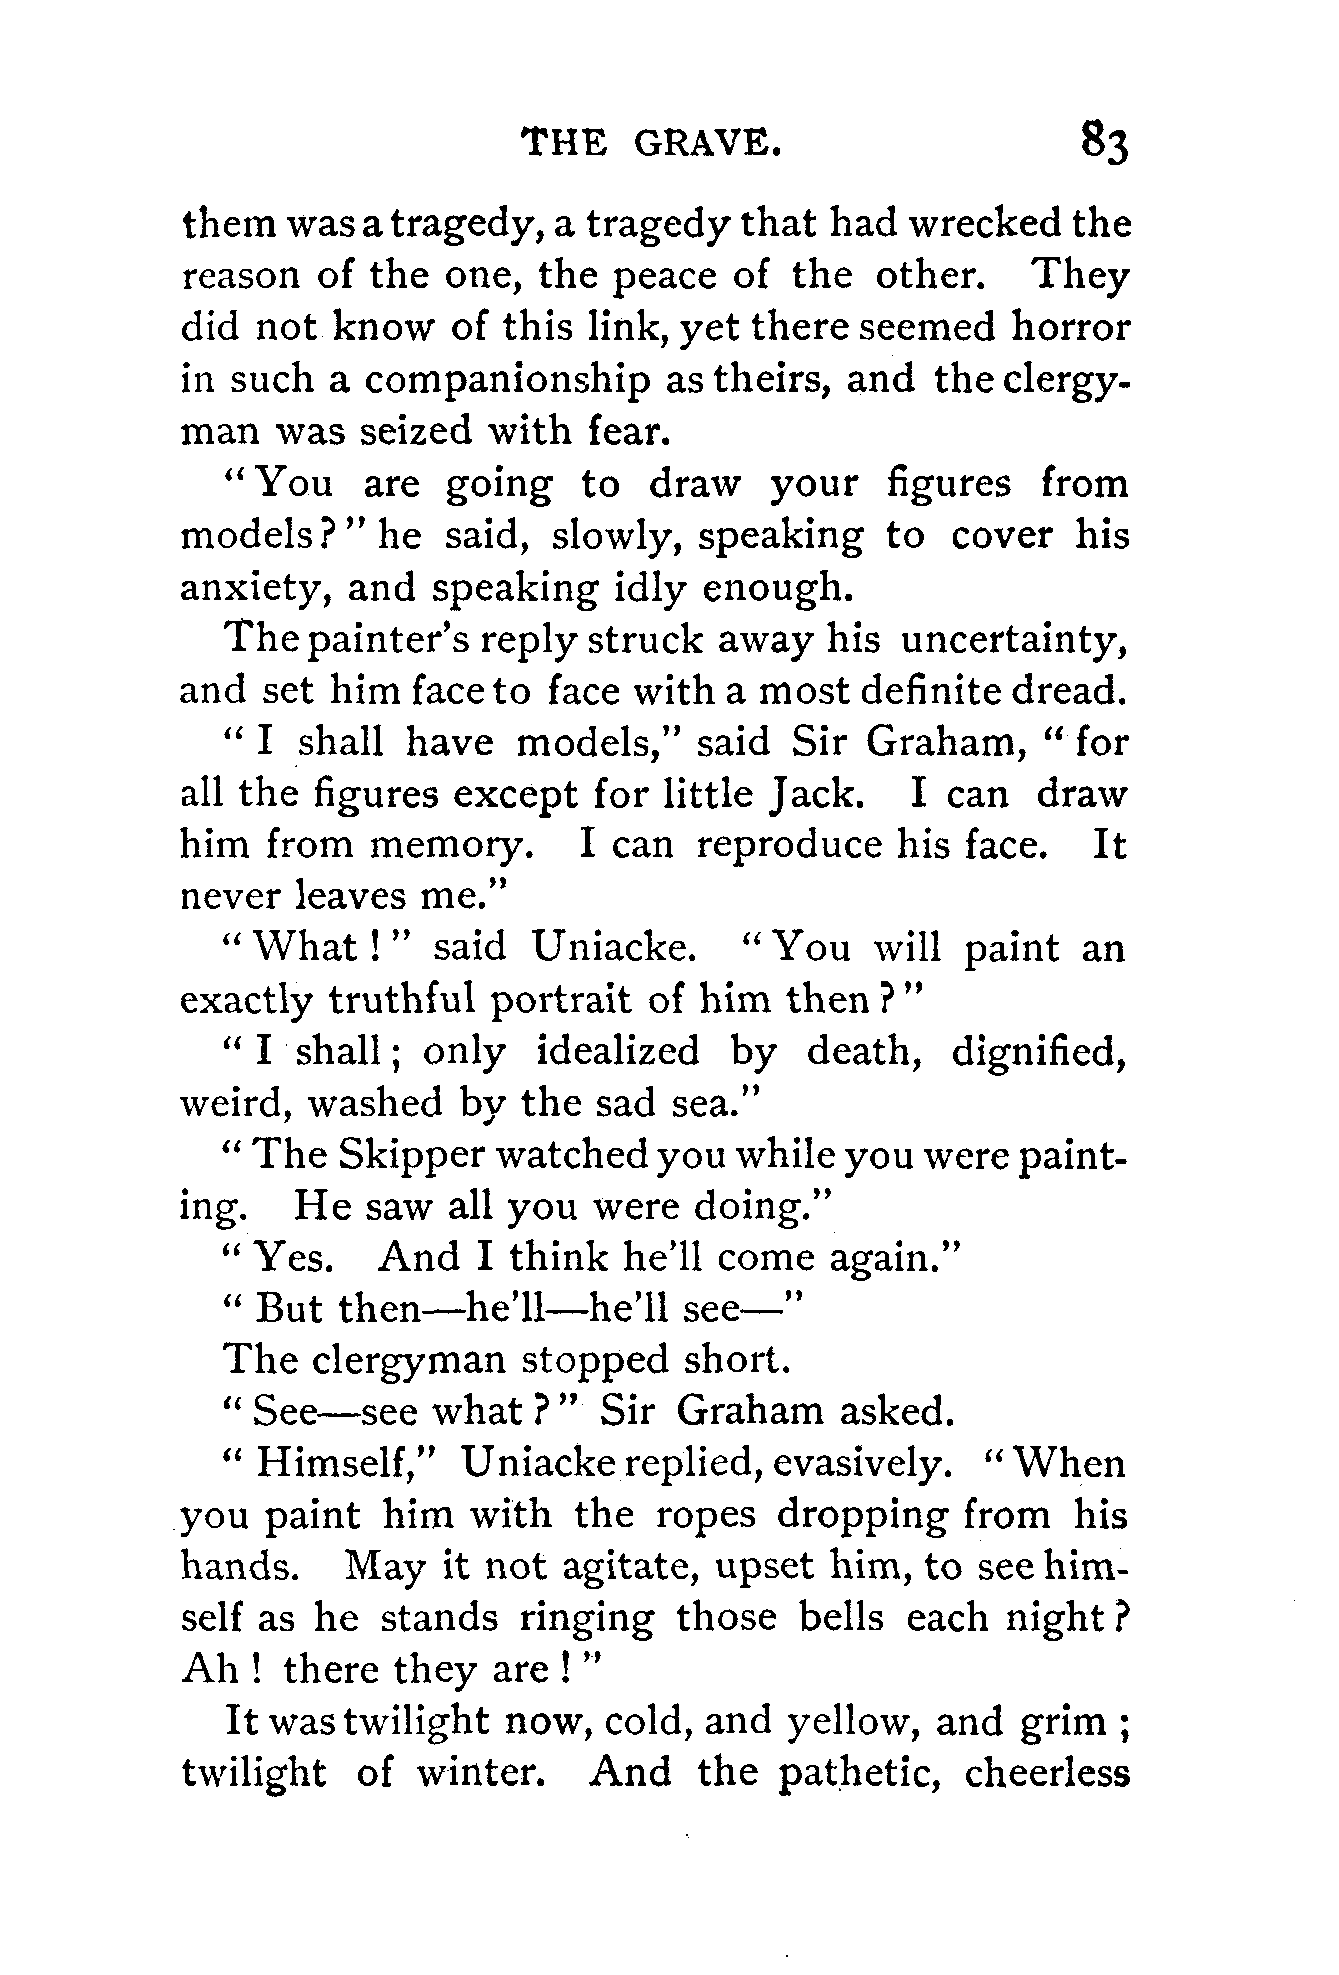 THE GRAVE. 83
them was a tragedy, a tragedy that had wrecked the
reason of the one, the peace of the other. They
did not know of this link, yet there seemed horror
in such a companionship as theirs, and the clergy-
man was seized with fear.
"You are going to draw your figures from
models?" he said, slowly, speaking to cover his
anxiety, and speaking idly enough.
The painter's reply struck away his uncertainty,
and set him face to face with a most definite dread.
"I shall have models," said Sir Graham, "for
all the figures except for little Jack. I can draw
him from memory. I can reproduce his face. It
never leaves me."
"What!" said Uniacke. "You will paint an
exactly truthful portrait of him then?"
"I shall; only idealized by death, dignified,
weird, washed by the sad sea."
"The Skipper watched you while you were paint-
ing. He saw all you were doing."
"Yes. And I think he'll come again."
"But then—he'll—he'll see—"
The clergyman stopped short.
"See—see what?" Sir Graham asked.
"Himself," Uniacke replied, evasively. "When
you paint him with the ropes dropping from his
hands. May it not agitate, upset him, to see him-
self as he stands ringing those bells each night?
Ah! there they are!"
It was twilight now, cold, and yellow, and grim;
twilight of winter. And the pathetic, cheerless